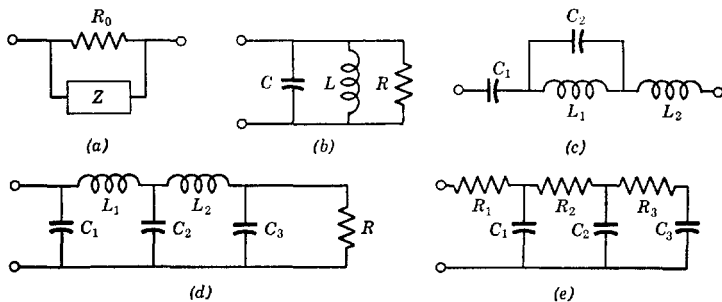 R₀
Z
(a)
C
L
R
(b)
C₂
C₁
L₁
L₂
(c)
L₁
L₂
C₁
C₂
C₃
R
(d)
R₁
R₂
R₃
C₁
C₂
C₃
(e)